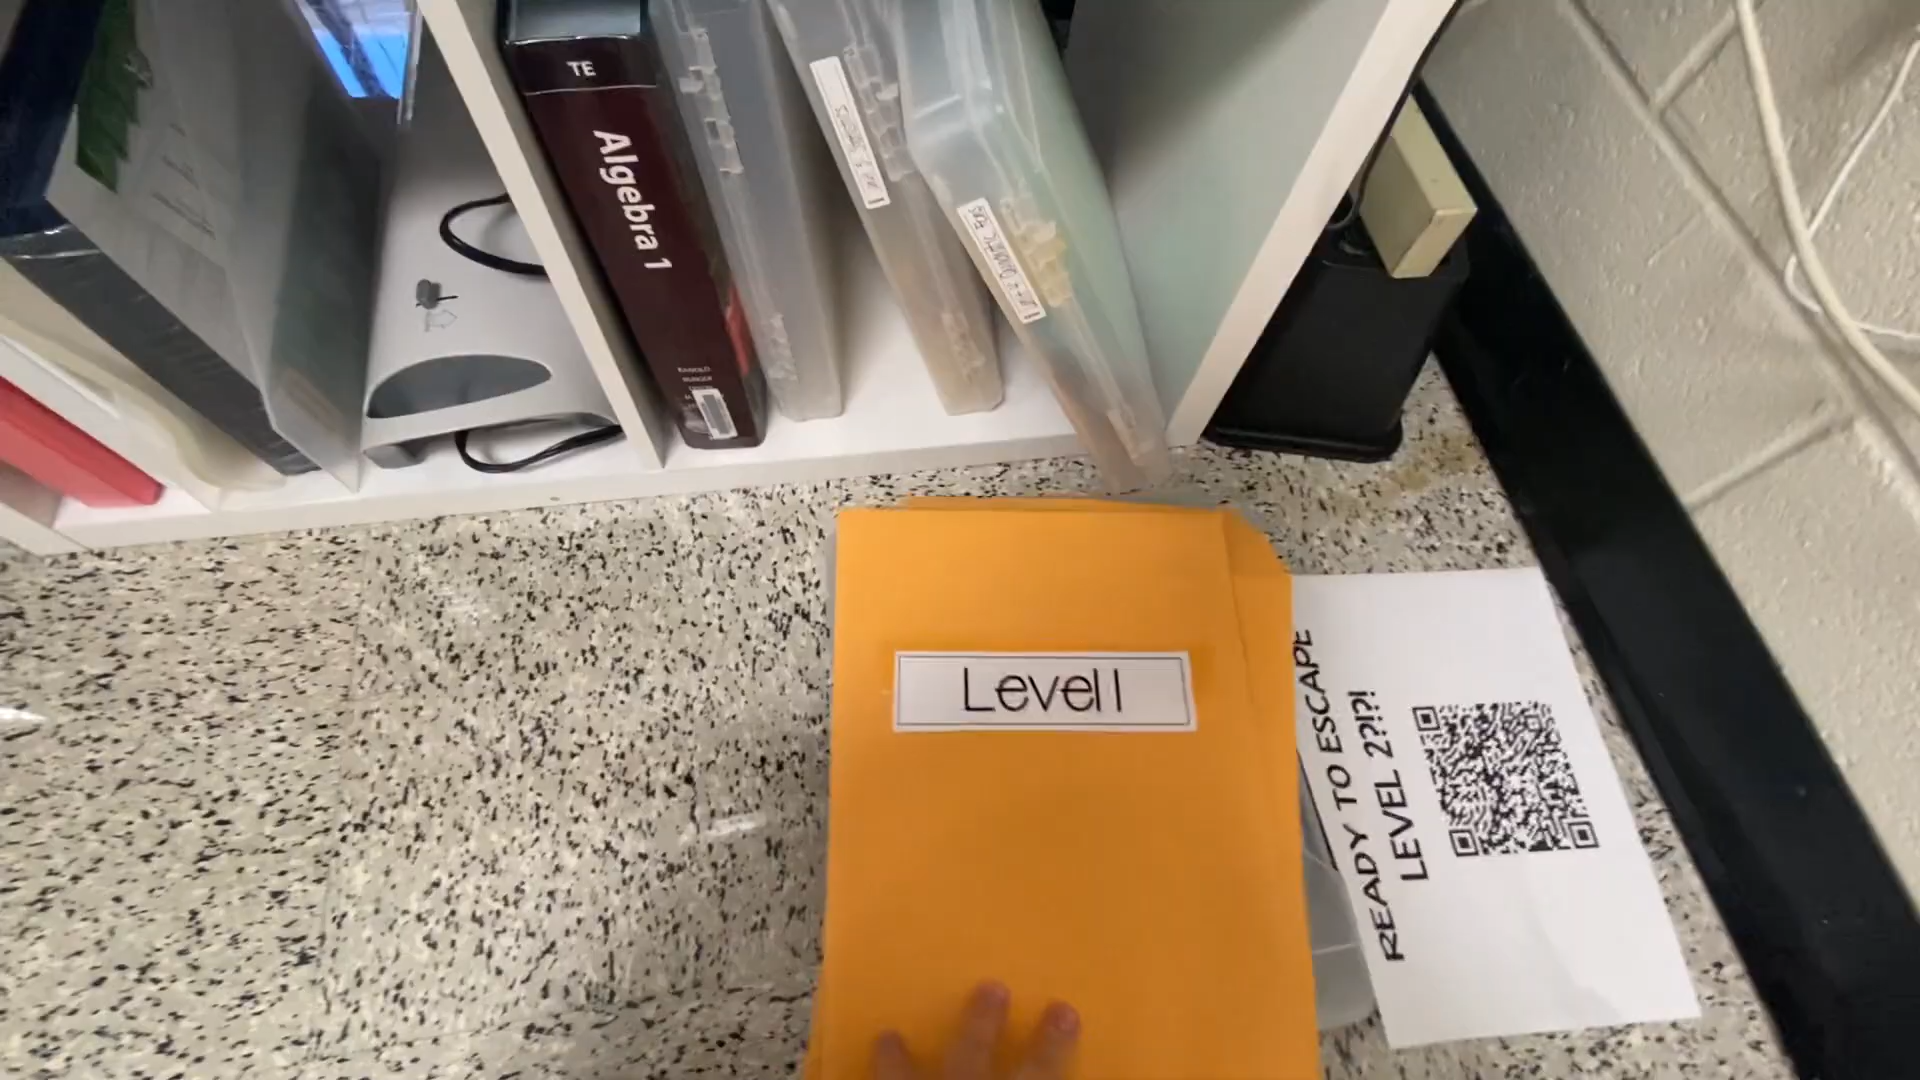 TE
Algebra 1
Level 1
READY TO ESCAPE
LEVEL 2?!?!